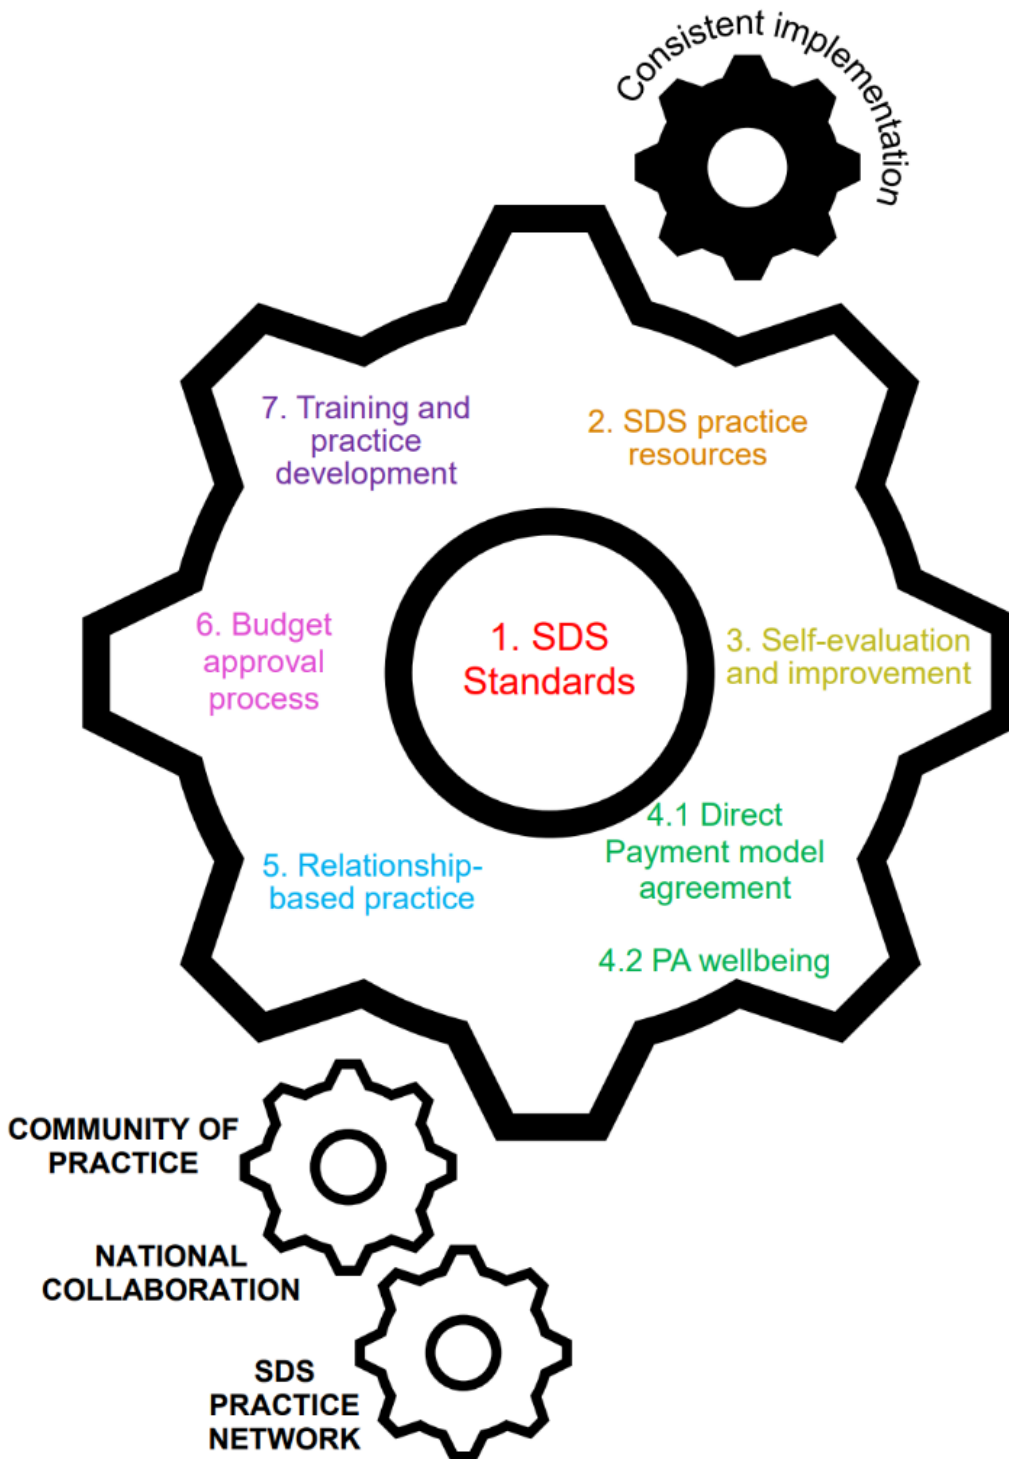 Consistent implementation
7. Training and
practice
development
2. SDS practice
resources
6. Budget
approval
process
1. SDS
Standards
3. Self-evaluation
and improvement
4.1 Direct
Payment model
agreement
5. Relationship-
based practice
4.2 PA wellbeing
COMMUNITY OF
PRACTICE
NATIONAL
COLLABORATION
SDS
PRACTICE
NETWORK